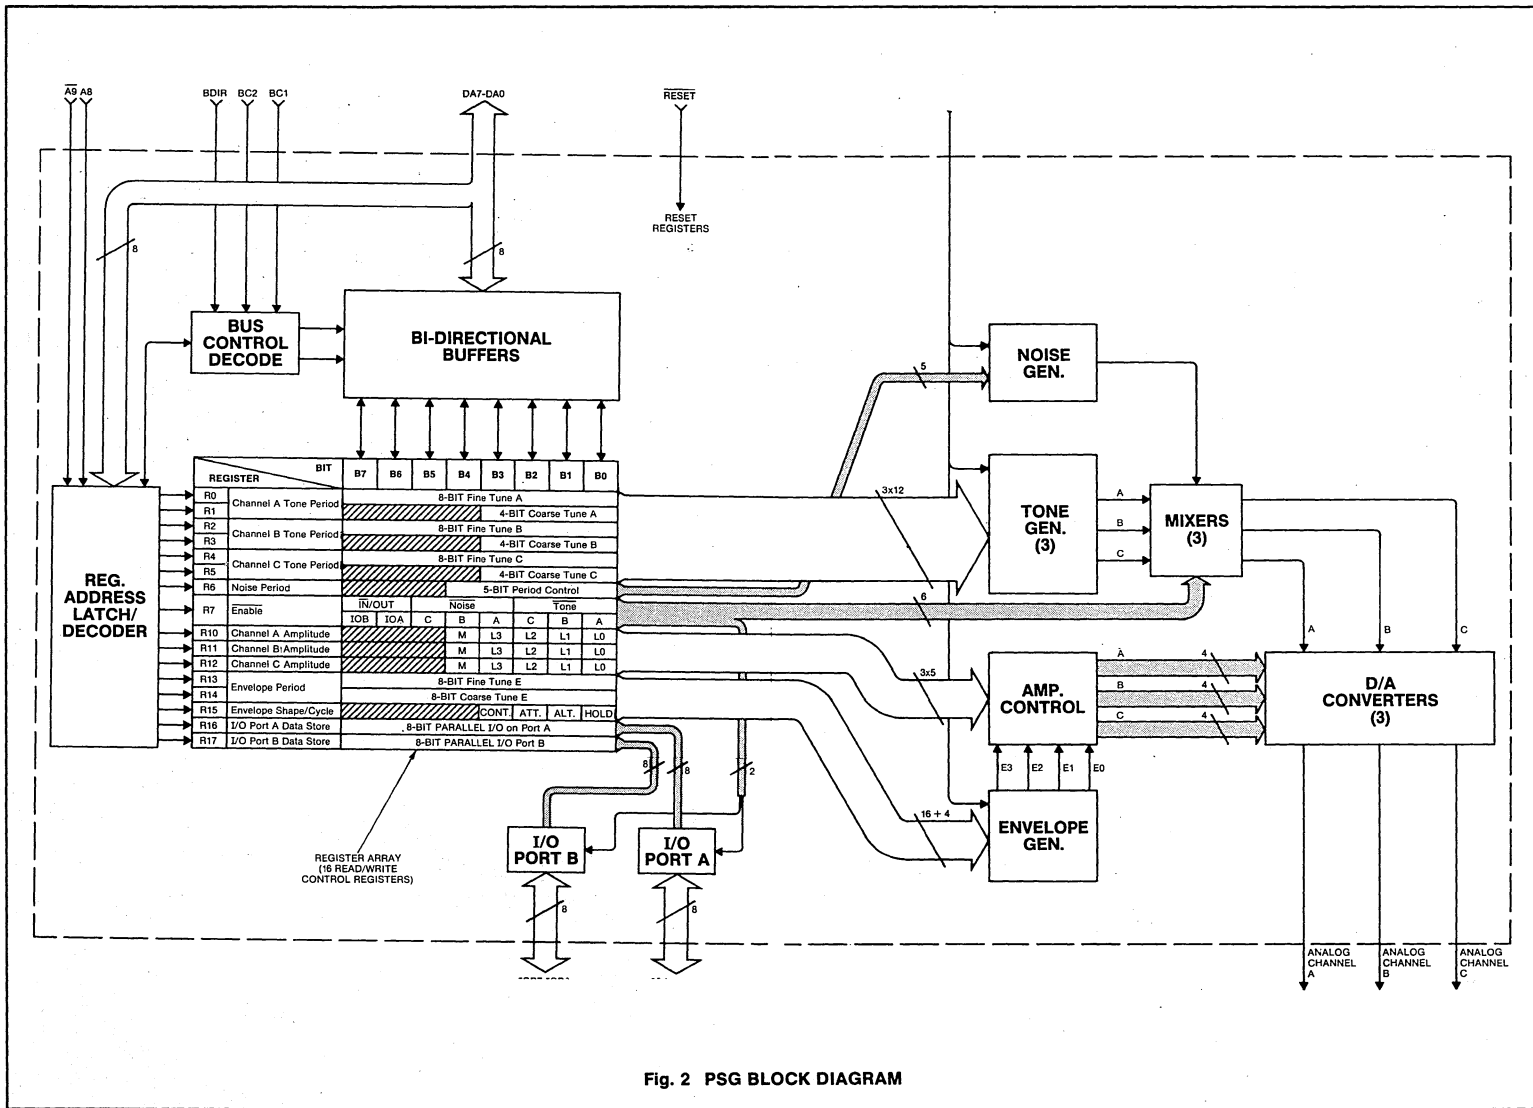 A9 A8
BDIR BC2 BC1
DA7-DA0
RESET
RESET
REGISTERS
8
8
BUS
CONTROL
DECODE
BI-DIRECTIONAL
BUFFERS
NOISE
GEN.
5
REG.
ADDRESS
LATCH/
DECODER
BIT
REGISTER
B7 B6 B5 B4 B3 B2 B1 B0
R0
R1
Channel A Tone Period
8-BIT Fine Tune A
4-BIT Coarse Tune A
R2
R3
Channel B Tone Period
8-BIT Fine Tune B
4-BIT Coarse Tune B
R4
R5
Channel C Tone Period
8-BIT Fine Tune C
4-BIT Coarse Tune C
R6 Noise Period 5-BIT Period Control
R7 Enable
IN/OUT Noise Tone
IOB IOA C B A C B A
R10 Channel A Amplitude M L3 L2 L1 L0
R11 Channel B Amplitude M L3 L2 L1 L0
R12 Channel C Amplitude M L3 L2 L1 L0
R13
R14
Envelope Period
8-BIT Fine Tune E
8-BIT Coarse Tune E
R15 Envelope Shape/Cycle CONT. ATT. ALT. HOLD
R16 I/O Port A Data Store 8-BIT PARALLEL I/O on Port A
R17 I/O Port B Data Store 8-BIT PARALLEL I/O Port B
3x12
TONE
GEN.
(3)
A
B
C
MIXERS
(3)
6
A
B
C
3x5
AMP.
CONTROL
A 4
B 4
C 4
D/A
CONVERTERS
(3)
E3 E2 E1 E0
16 + 4
ENVELOPE
GEN.
8 8 2
I/O
PORT B
I/O
PORT A
8
8
REGISTER ARRAY
(16 READ/WRITE
CONTROL REGISTERS)
ANALOG
CHANNEL
A
ANALOG
CHANNEL
B
ANALOG
CHANNEL
C
Fig. 2 PSG BLOCK DIAGRAM